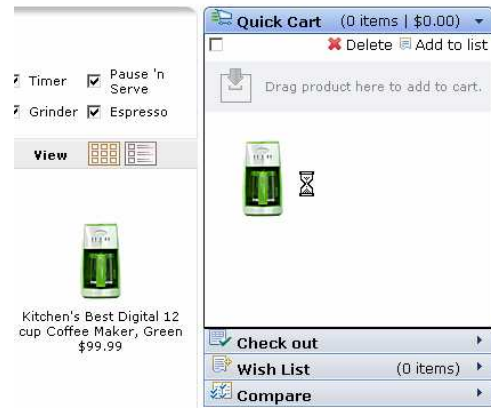 Timer
Pause 'n
Serve
Grinder
Espresso
View
Kitchen's Best Digital 12
cup Coffee Maker, Green
$99.99
Quick Cart (0 items | $0.00)
Delete Add to list
Drag product here to add to cart.
Check out
Wish List (0 items)
Compare